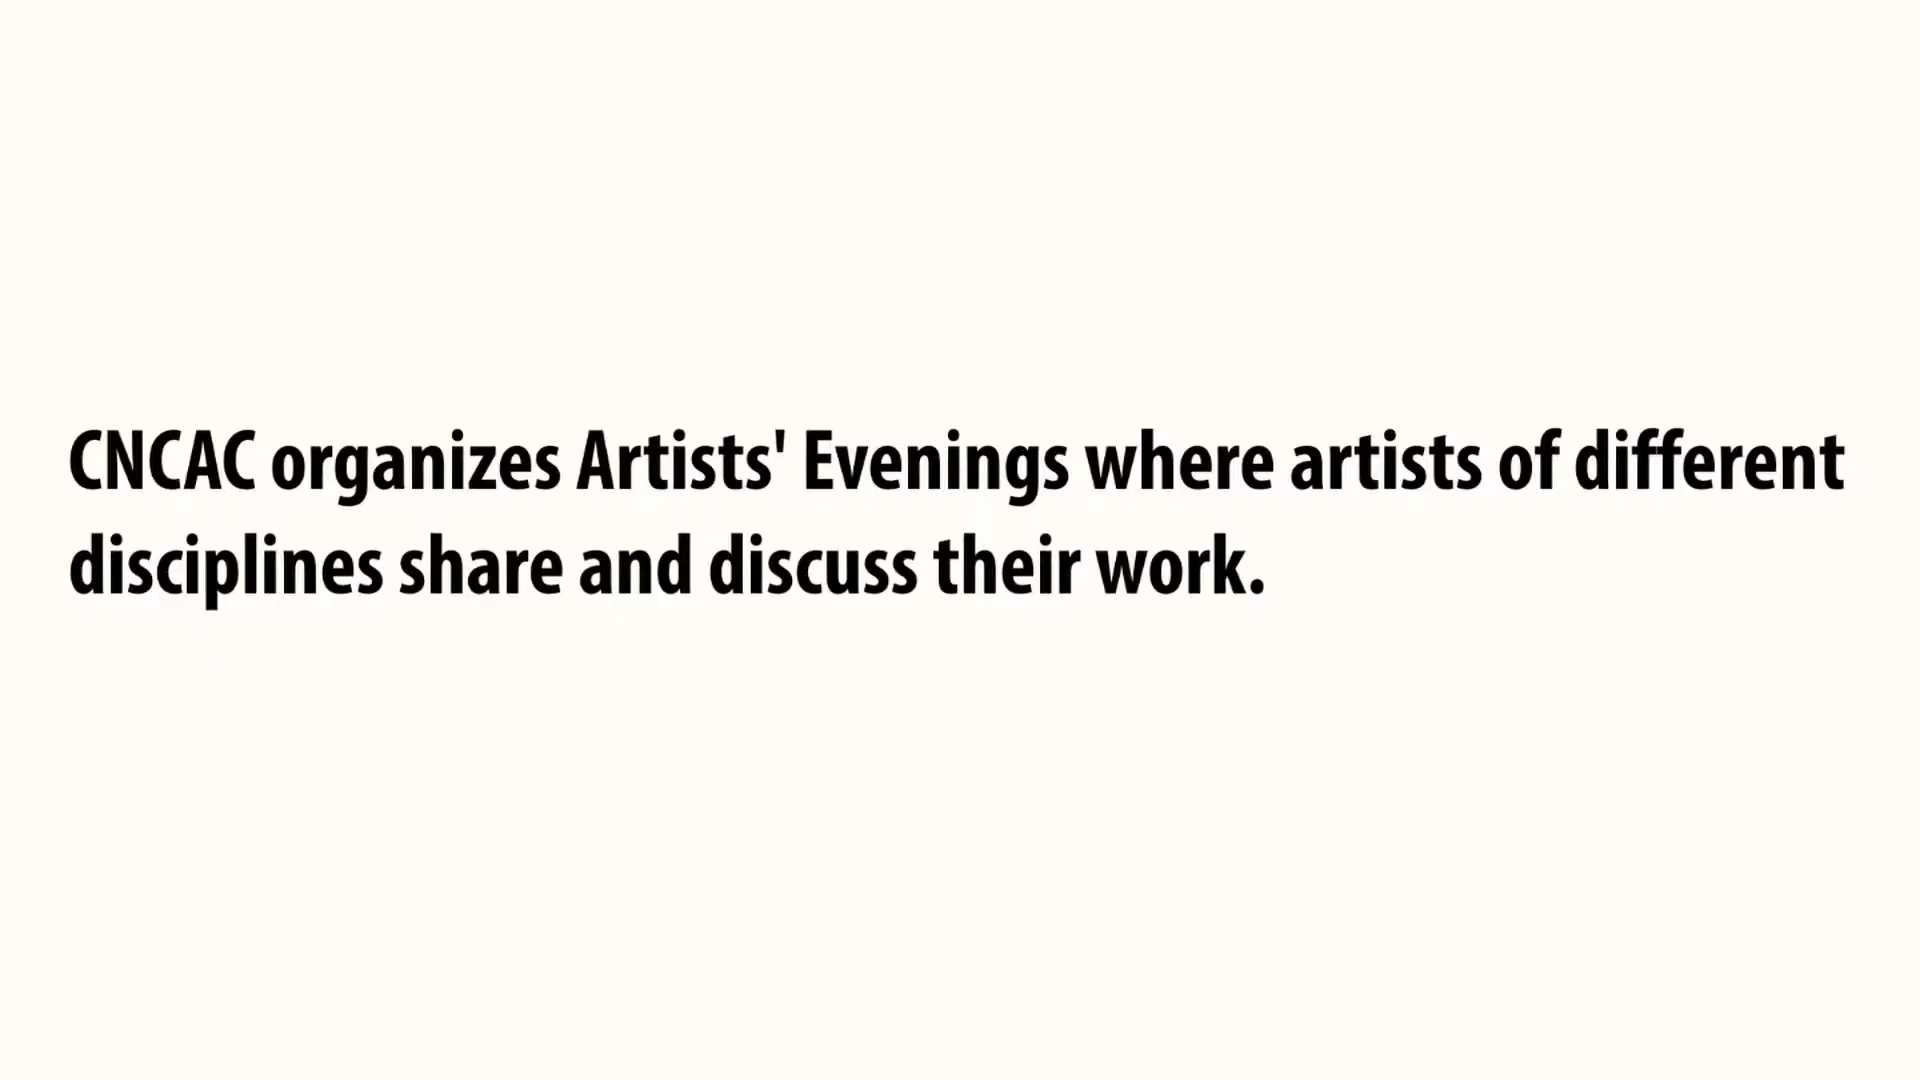 CNCAC organizes Artists' Evenings where artists of different
disciplines share and discuss their work.